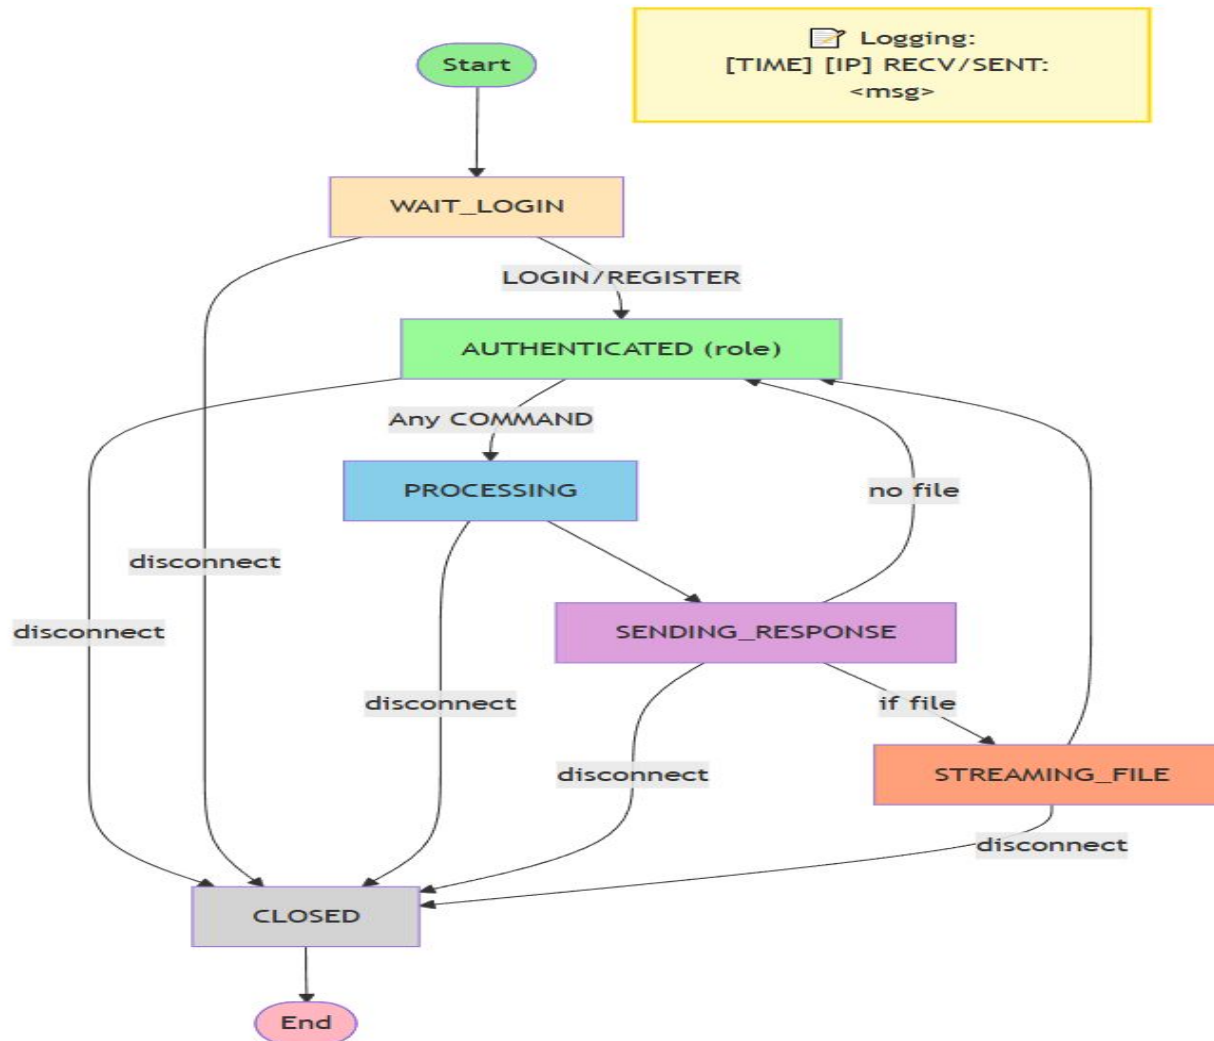 Start
📝 Logging:
[TIME] [IP] RECV/SENT:
<msg>
WAIT_LOGIN
LOGIN/REGISTER
AUTHENTICATED (role)
Any COMMAND
PROCESSING
no file
disconnect
disconnect
SENDING_RESPONSE
disconnect
if file
disconnect
STREAMING_FILE
disconnect
CLOSED
End